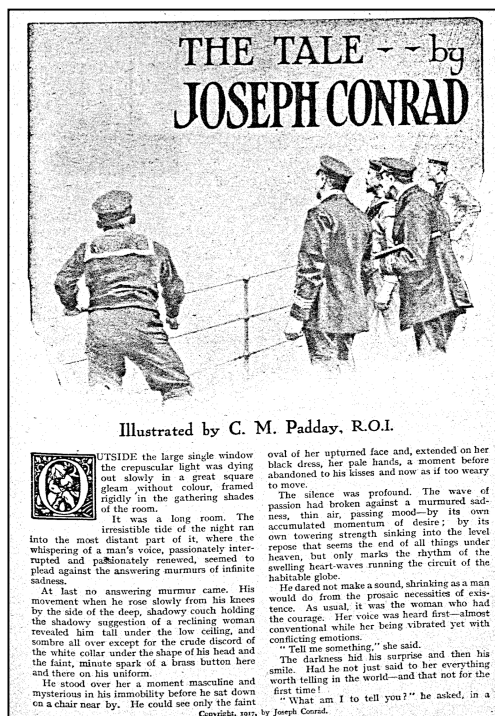 THE TALE - - by
JOSEPH CONRAD
Illustrated by C. M. Padday, R.O.I.
OUTSIDE the large single window
the crepuscular light was dying
out slowly in a great square
gleam without colour, framed
rigidly in the gathering shades
of the room.
It was a long room. The
irresistible tide of the night ran
into the most distant part of it, where the
whispering of a man's voice, passionately inter-
rupted and passionately renewed, seemed to
plead against the answering murmurs of infinite
sadness.
At last no answering murmur came. His
movement when he rose slowly from his knees
by the side of the deep, shadowy couch holding
the shadowy suggestion of a reclining woman
revealed him tall under the low ceiling, and
sombre all over except for the crude discord of
the white collar under the shape of his head and
the faint, minute spark of a brass button here
and there on his uniform.
He stood over her a moment masculine and
mysterious in his immobility before he sat down
on a chair near by. He could see only the faint
oval of her upturned face and, extended on her
black dress, her pale hands, a moment before
abandoned to his kisses and now as if too weary
to move.
The silence was profound. The wave of
passion had broken against a murmured sad-
ness, thin air, passing mood—by its own
accumulated momentum of desire; by its
own towering strength sinking into the level
repose that seems the end of all things under
heaven, but only marks the rhythm of the
swelling heart-waves running the circuit of the
habitable globe.
He dared not make a sound, shrinking as a man
would do from the prosaic necessities of exis-
tence. As usual, it was the woman who had
the courage. Her voice was heard first—almost
conventional while her being vibrated yet with
conflicting emotions.
" Tell me something," she said.
The darkness hid his surprise and then his
smile. Had he not just said to her everything
worth telling in the world—and that not for the
first time!
" What am I to tell you?" he asked, in a
Copyright, 1917, by Joseph Conrad.